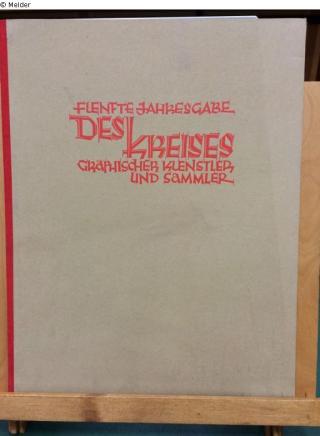 © Melder
FUENFTE JAHRESGABE
DES KREISES
GRAPHISCHER KUENSTLER
UND SAMMLER